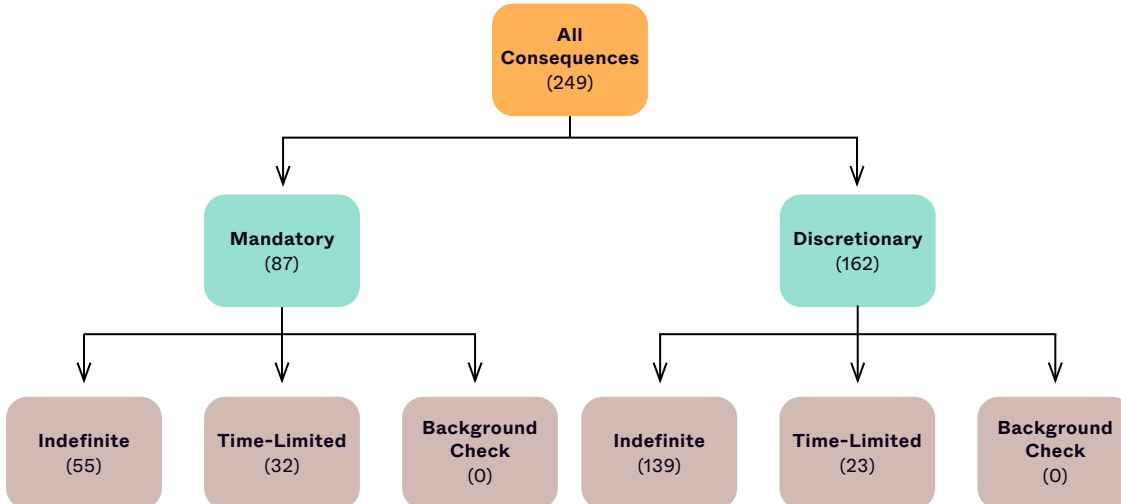 All
Consequences
(249)
Mandatory
(87)
Discretionary
(162)
Indefinite
(55)
Time-Limited
(32)
Background
Check
(0)
Indefinite
(139)
Time-Limited
(23)
Background
Check
(0)